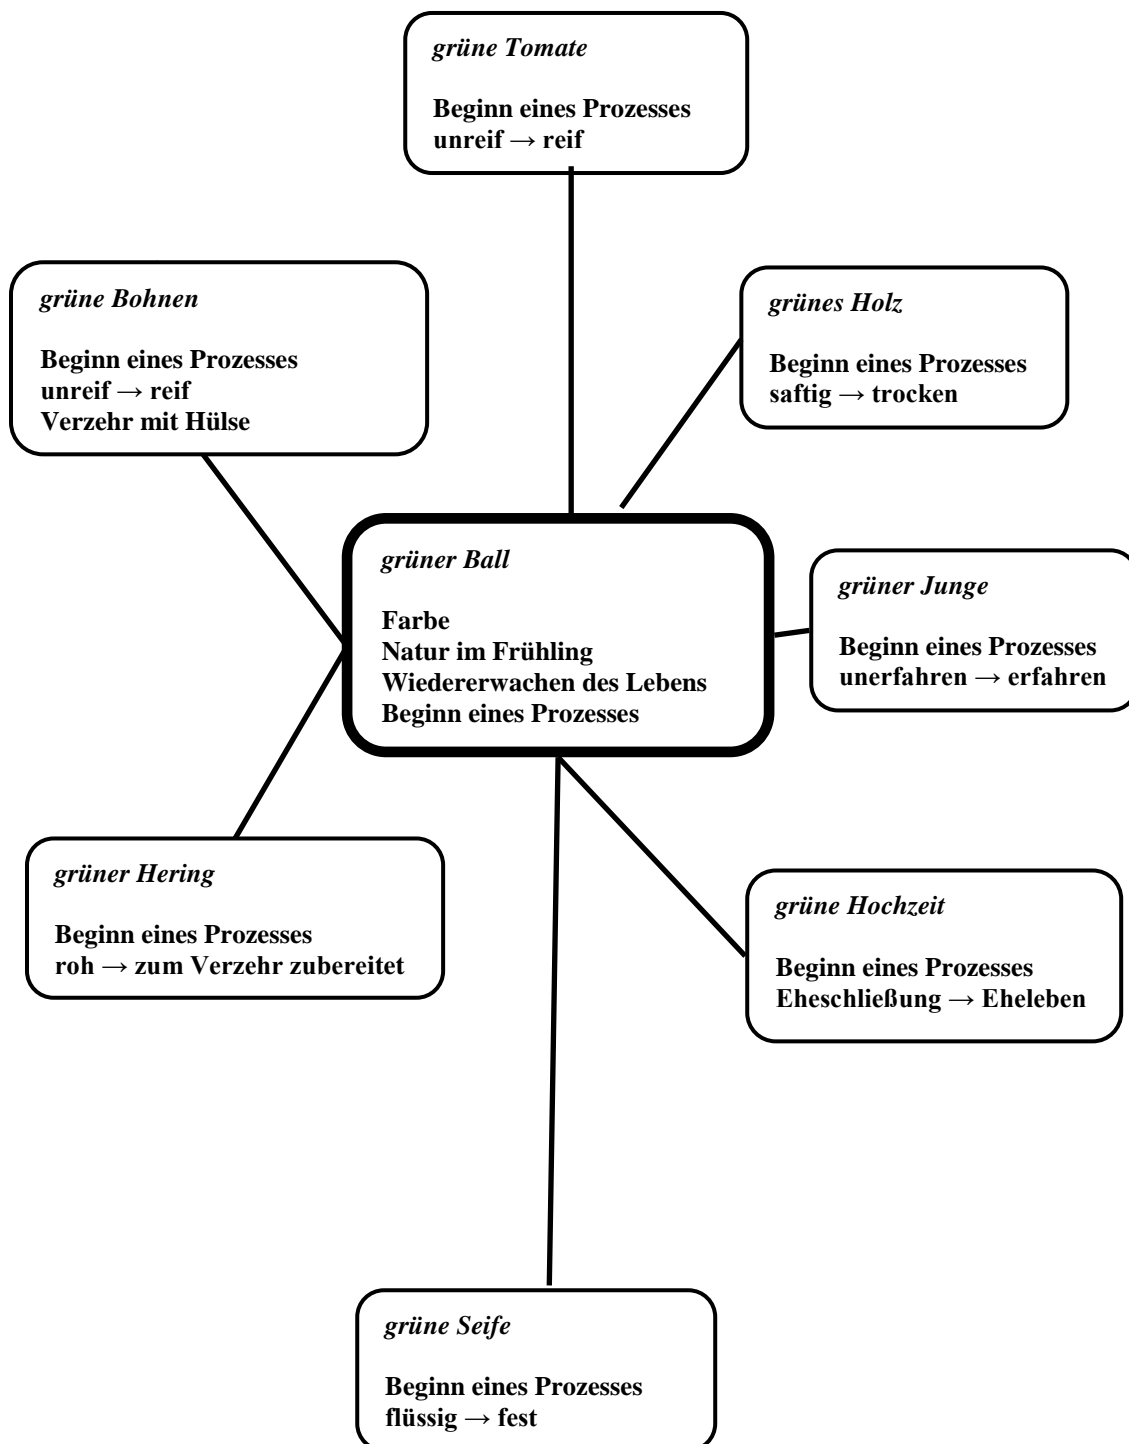 grüne Tomate
Beginn eines Prozesses
unreif → reif
grüne Bohnen
Beginn eines Prozesses
unreif → reif
Verzehr mit Hülse
grünes Holz
Beginn eines Prozesses
saftig → trocken
grüner Ball
Farbe
Natur im Frühling
Wiedererwachen des Lebens
Beginn eines Prozesses
grüner Junge
Beginn eines Prozesses
unerfahren → erfahren
grüner Hering
Beginn eines Prozesses
roh → zum Verzehr zubereitet
grüne Hochzeit
Beginn eines Prozesses
Eheschließung → Eheleben
grüne Seife
Beginn eines Prozesses
flüssig → fest